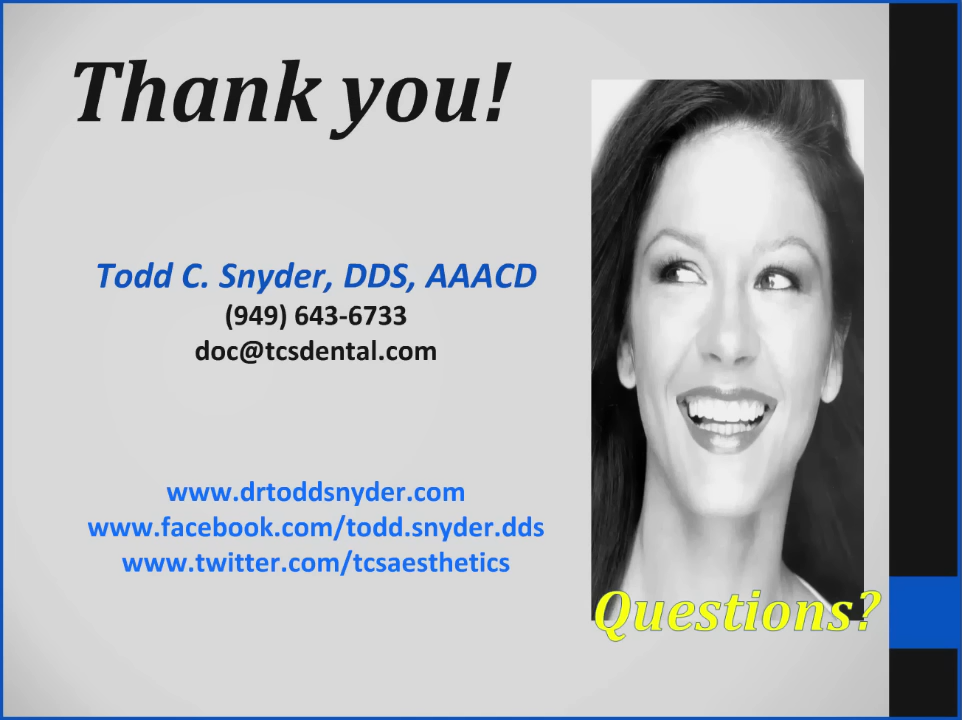 Thank you!
Todd C. Snyder, DDS, AAACD
(949) 643-6733
doc@tcsdental.com
www.drtoddsnyder.com
www.facebook.com/todd.snyder.dds
www.twitter.com/tcsaesthetics
Questions?